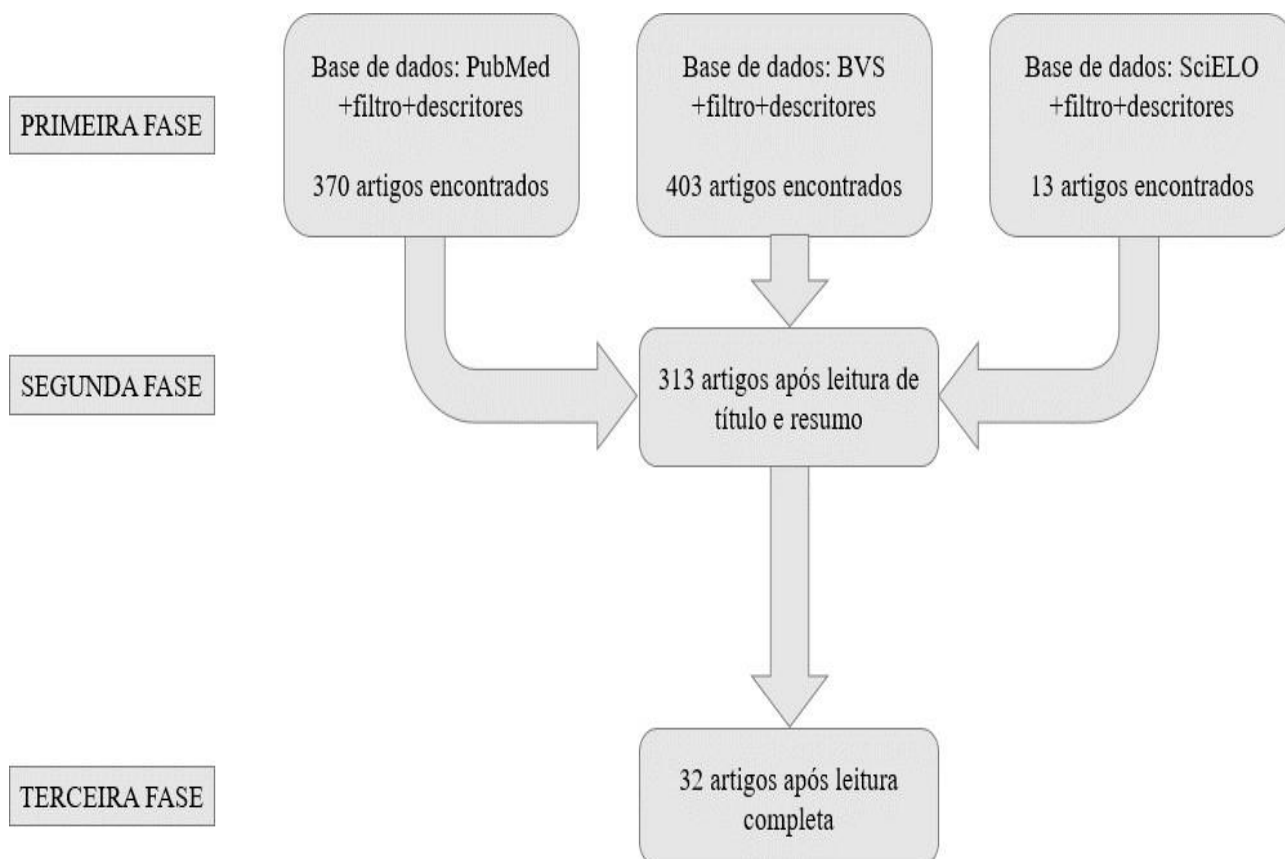 PRIMEIRA FASE
Base de dados: PubMed
+filtro+descritores
370 artigos encontrados
Base de dados: BVS
+filtro+descritores
403 artigos encontrados
Base de dados: SciELO
+filtro+descritores
13 artigos encontrados
SEGUNDA FASE
313 artigos após leitura de
título e resumo
TERCEIRA FASE
32 artigos após leitura
completa